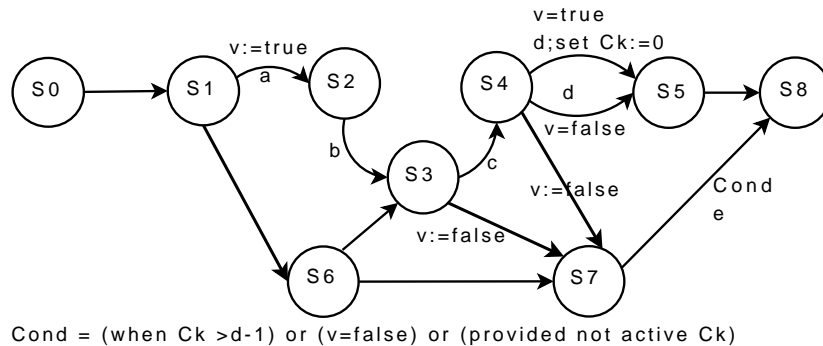 v=true
d;set Ck:=0
v:=true
a
S0
S1
S2
S4
d
S5
S8
v=false
b
c
S3
v:=false
Cond
e
v:=false
S6
S7
Cond = (when Ck >d-1) or (v=false) or (provided not active Ck)